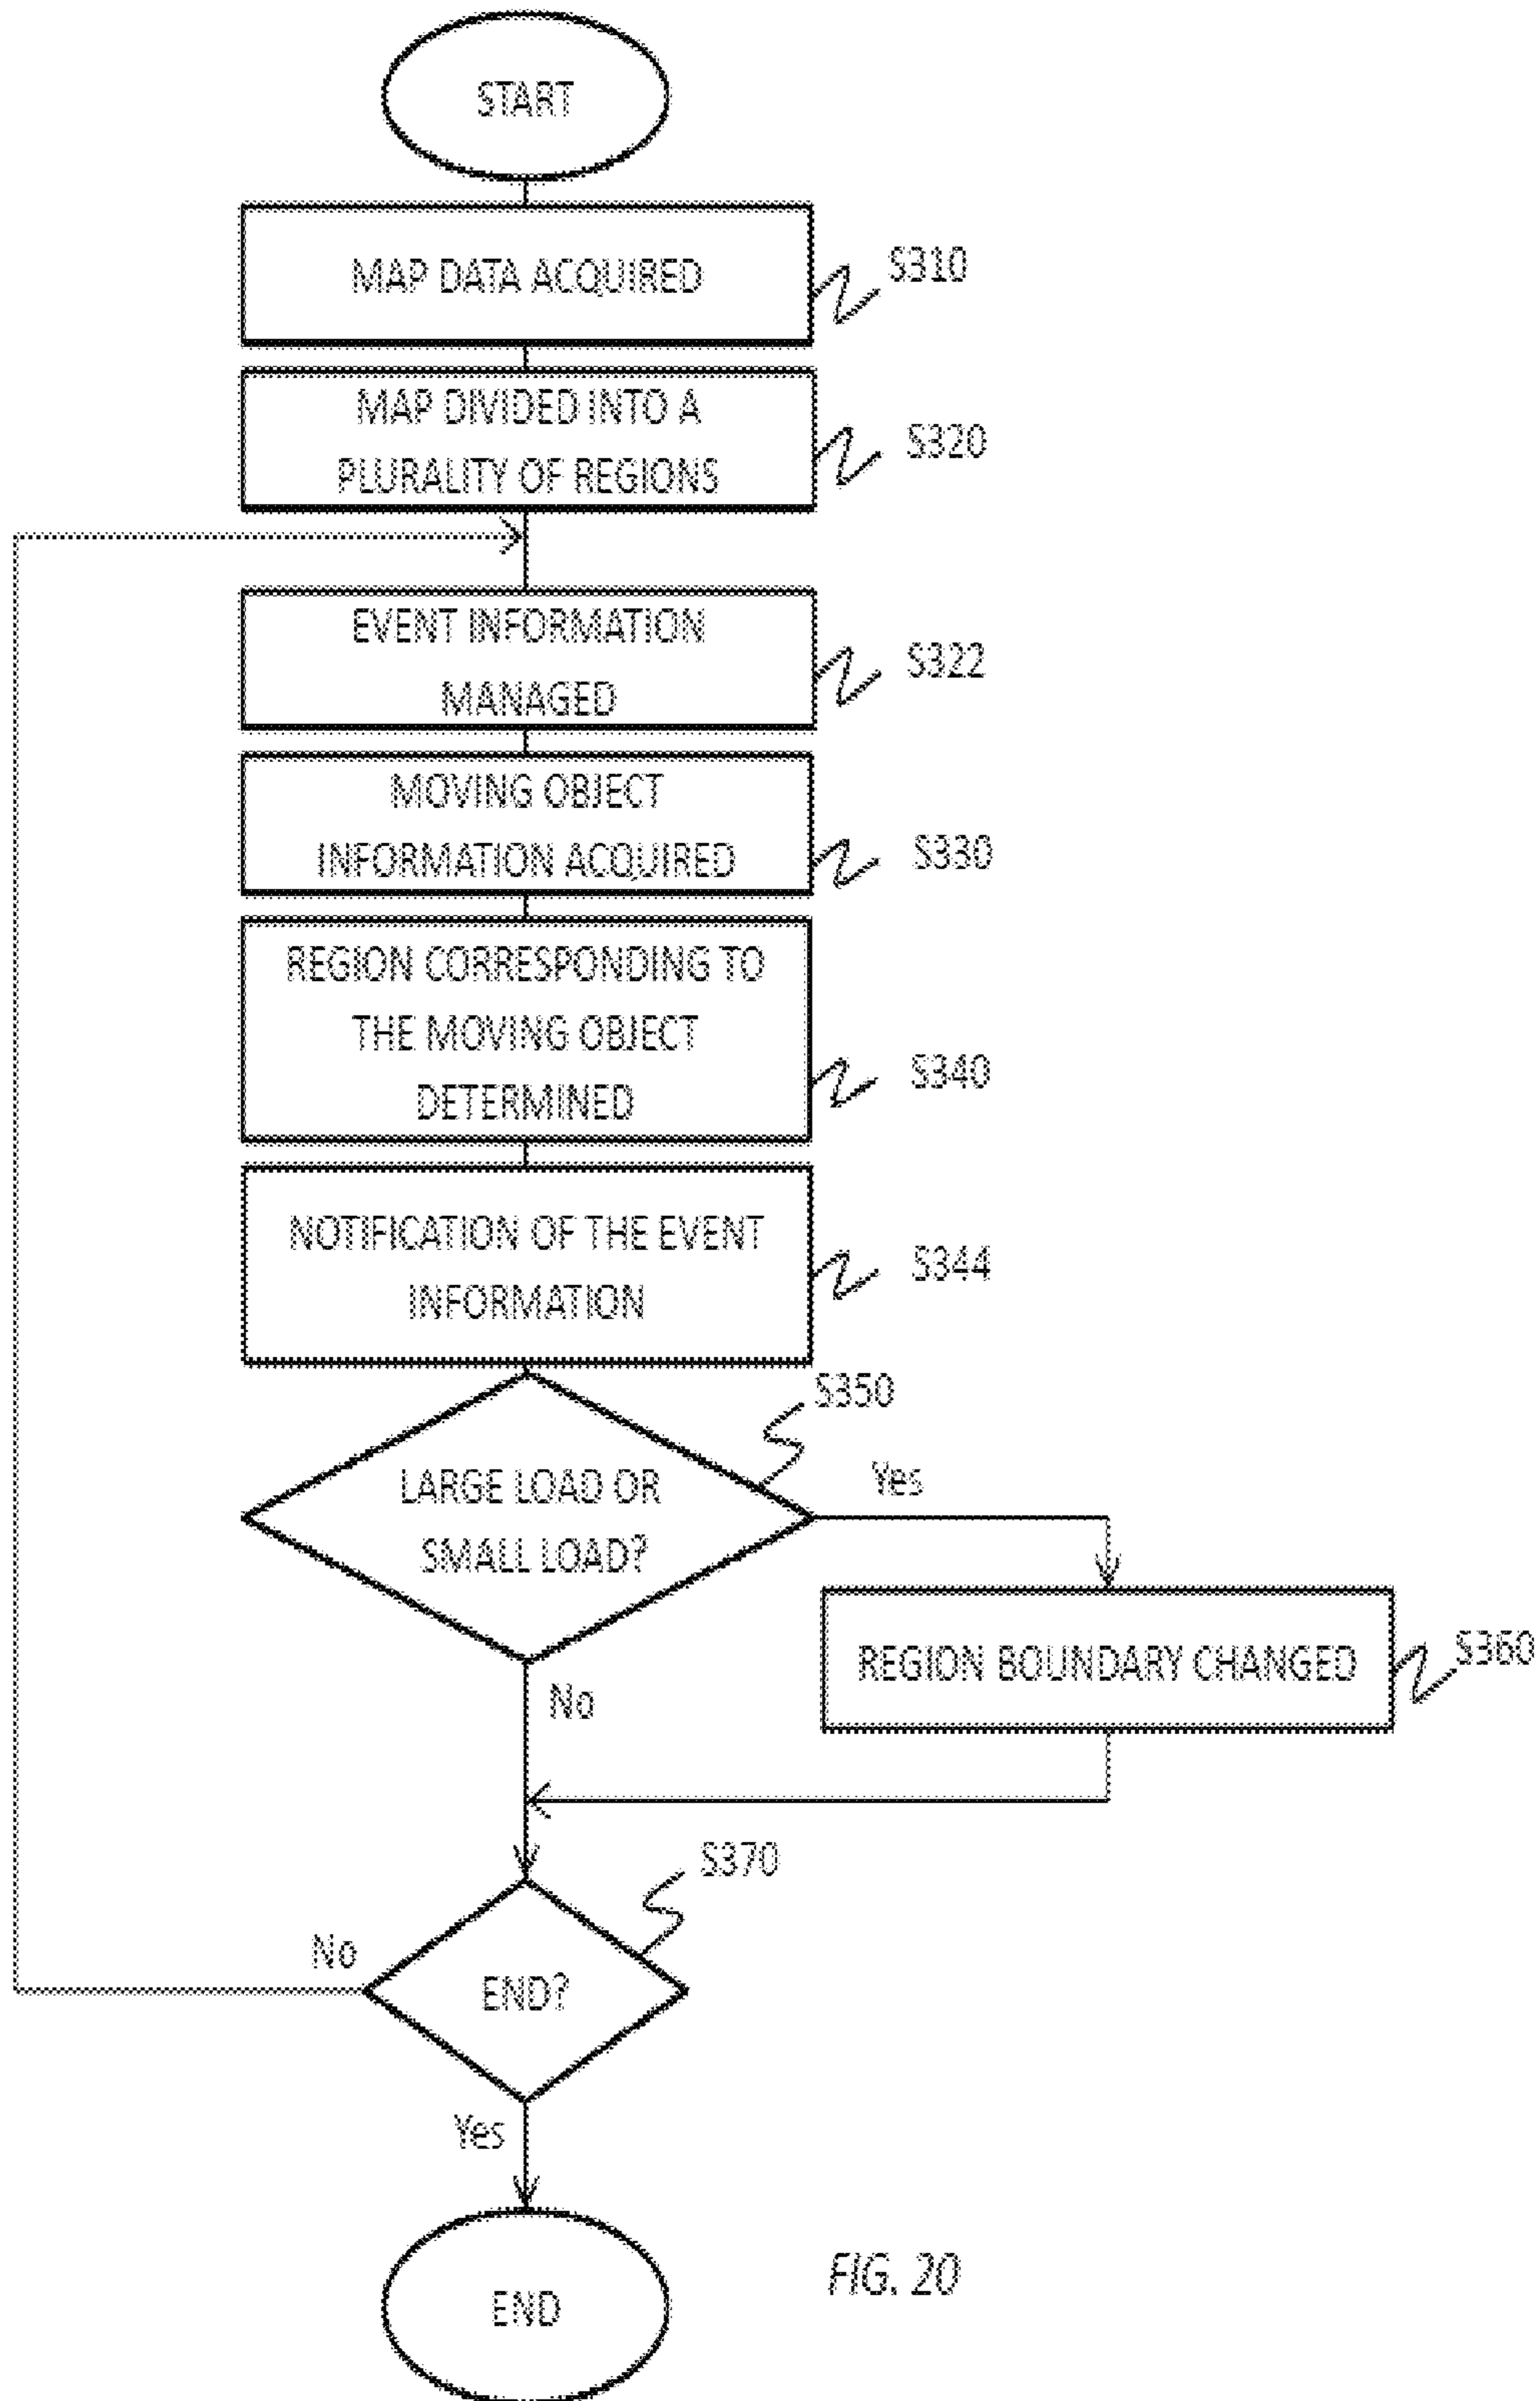 START
MAP DATA ACQUIRED
S310
MAP DIVIDED INTO A
PLURALITY OF REGIONS
S320
EVENT INFORMATION
MANAGED
S322
MOVING OBJECT
INFORMATION ACQUIRED
S330
REGION CORRESPONDING TO
THE MOVING OBJECT
DETERMINED
S340
NOTIFICATION OF THE EVENT
INFORMATION
S344
S350
LARGE LOAD OR
SMALL LOAD?
Yes
REGION BOUNDARY CHANGED
S360
No
S370
No
END?
Yes
END
FIG. 20